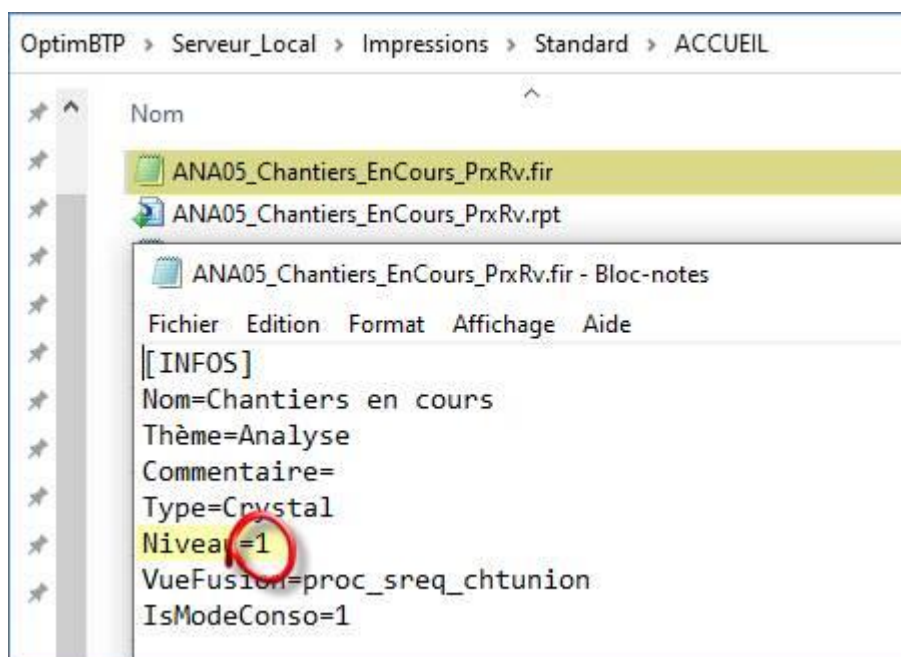 OptimBTP > Serveur_Local > Impressions > Standard > ACCUEIL
Nom
ANA05_Chantiers_EnCours_PrxRv.fir
ANA05_Chantiers_EnCours_PrxRv.rpt
ANA05_Chantiers_EnCours_PrxRv.fir - Bloc-notes
Fichier Edition Format Affichage Aide
[INFOS]
Nom=Chantiers en cours
Thème=Analyse
Commentaire=
Type=Crystal
Niveau=1
VueFusion=proc_sreq_chtunion
IsModeConso=1